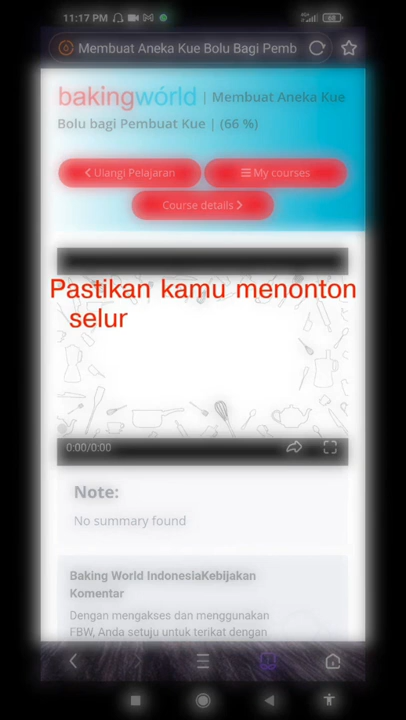 11:17 PM
Membuat Aneka Kue Bolu Bagi Pemb
bakingwórld | Membuat Aneka Kue
Bolu bagi Pembuat Kue | (66 %)
Ulangi Pelajaran
My courses
Course details
Pastikan kamu menonton
selur
0:00/0:00
Note:
No summary found
Baking World IndonesiaKebijakan
Komentar
Dengan mengakses dan menggunakan
FBW, Anda setuju untuk terikat dengan